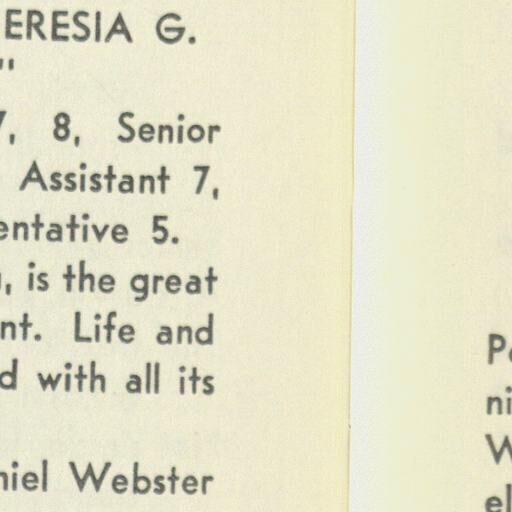 ERESIA G.
"
7, 8, Senior
Assistant 7,
entative 5.
, is the great
nt. Life and
d with all its
niel Webster
Po
ni
W
el